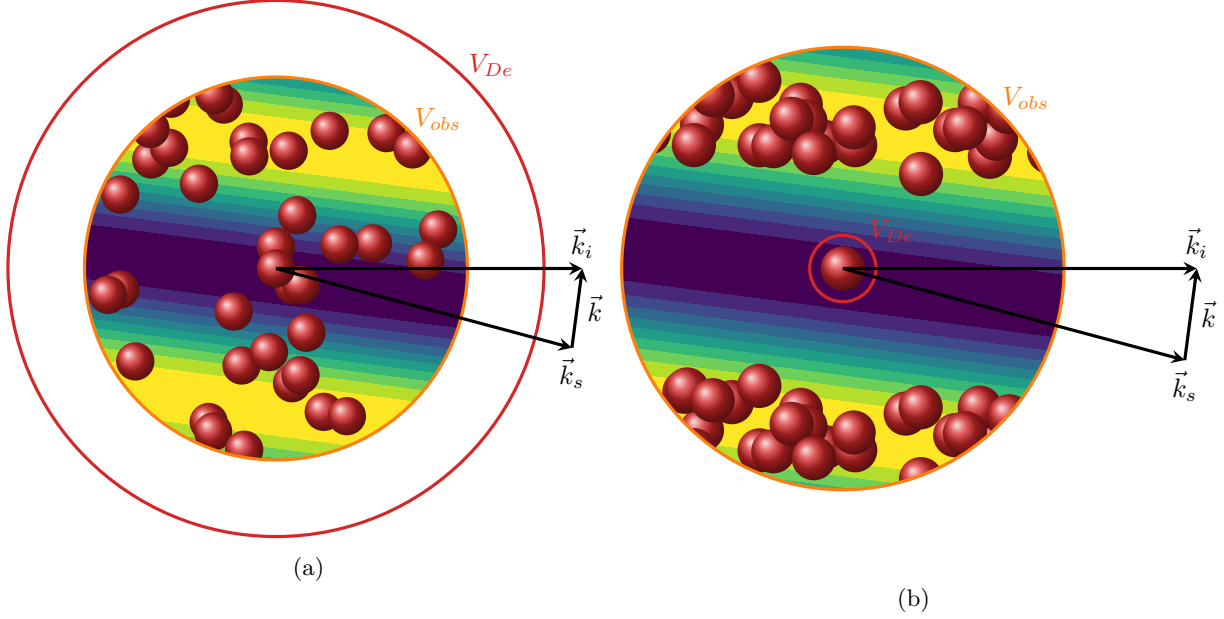 V_{De}
V_{obs}
\vec{k}_i
\vec{k}
\vec{k}_s
(a)
V_{obs}
V_{De}
\vec{k}_i
\vec{k}
\vec{k}_s
(b)